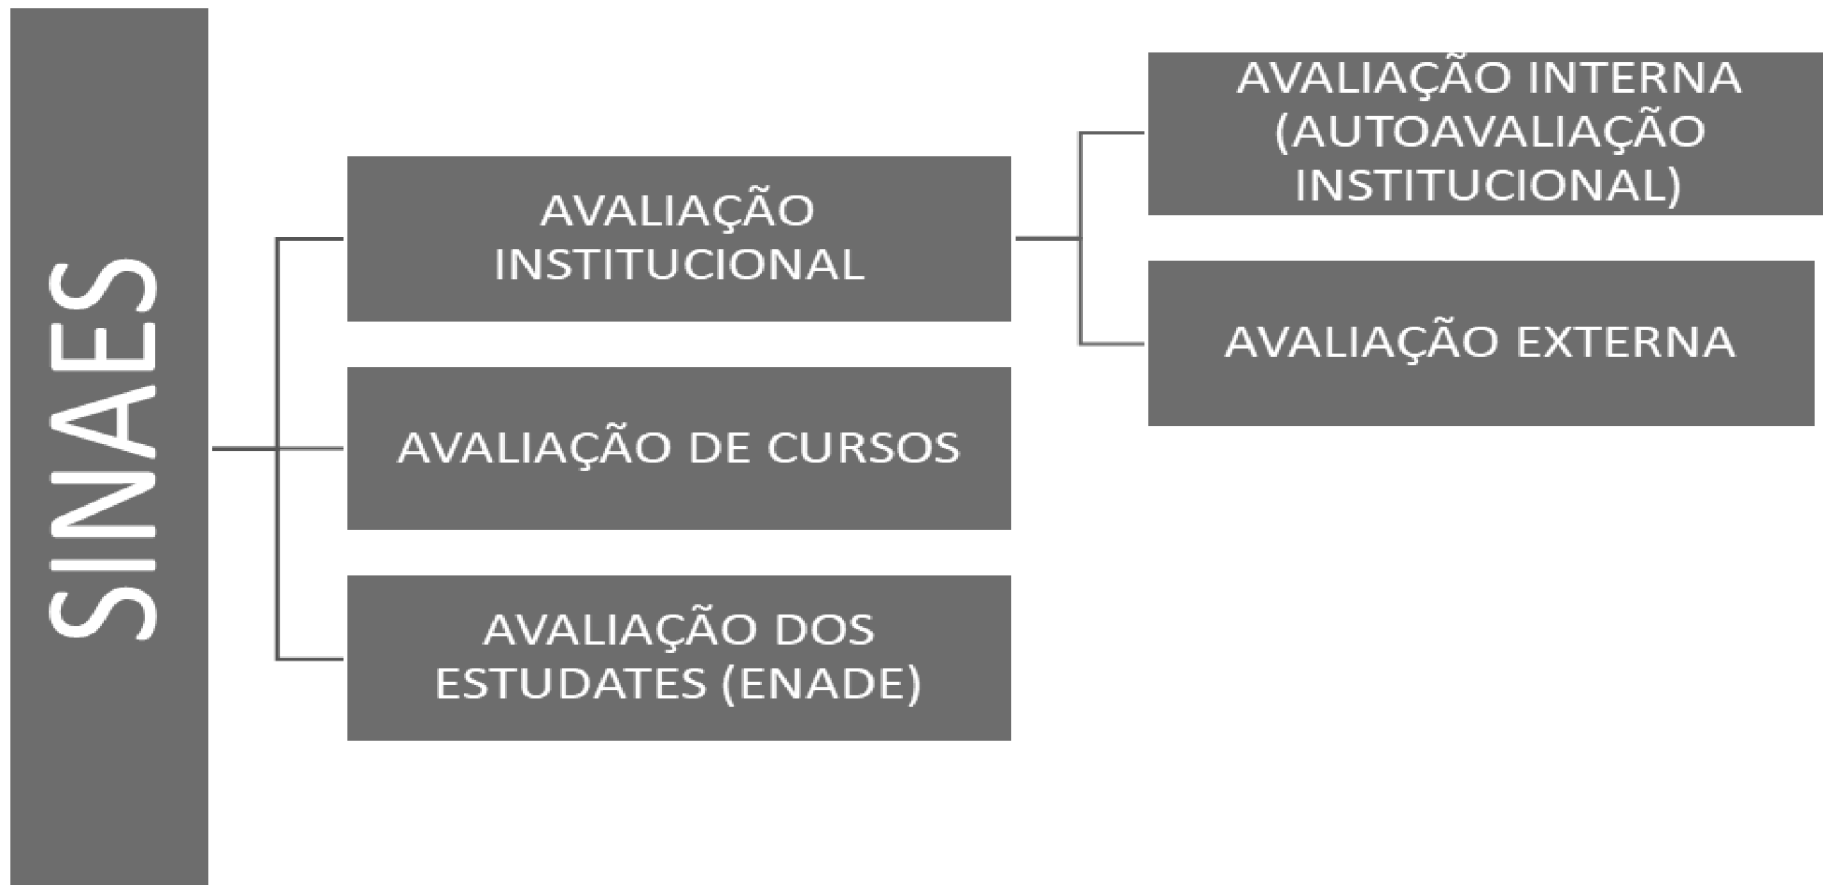 SINAES
AVALIAÇÃO
INSTITUCIONAL
AVALIAÇÃO DE CURSOS
AVALIAÇÃO DOS
ESTUDATES (ENADE)
AVALIAÇÃO INTERNA
(AUTOAVALIAÇÃO
INSTITUCIONAL)
AVALIAÇÃO EXTERNA